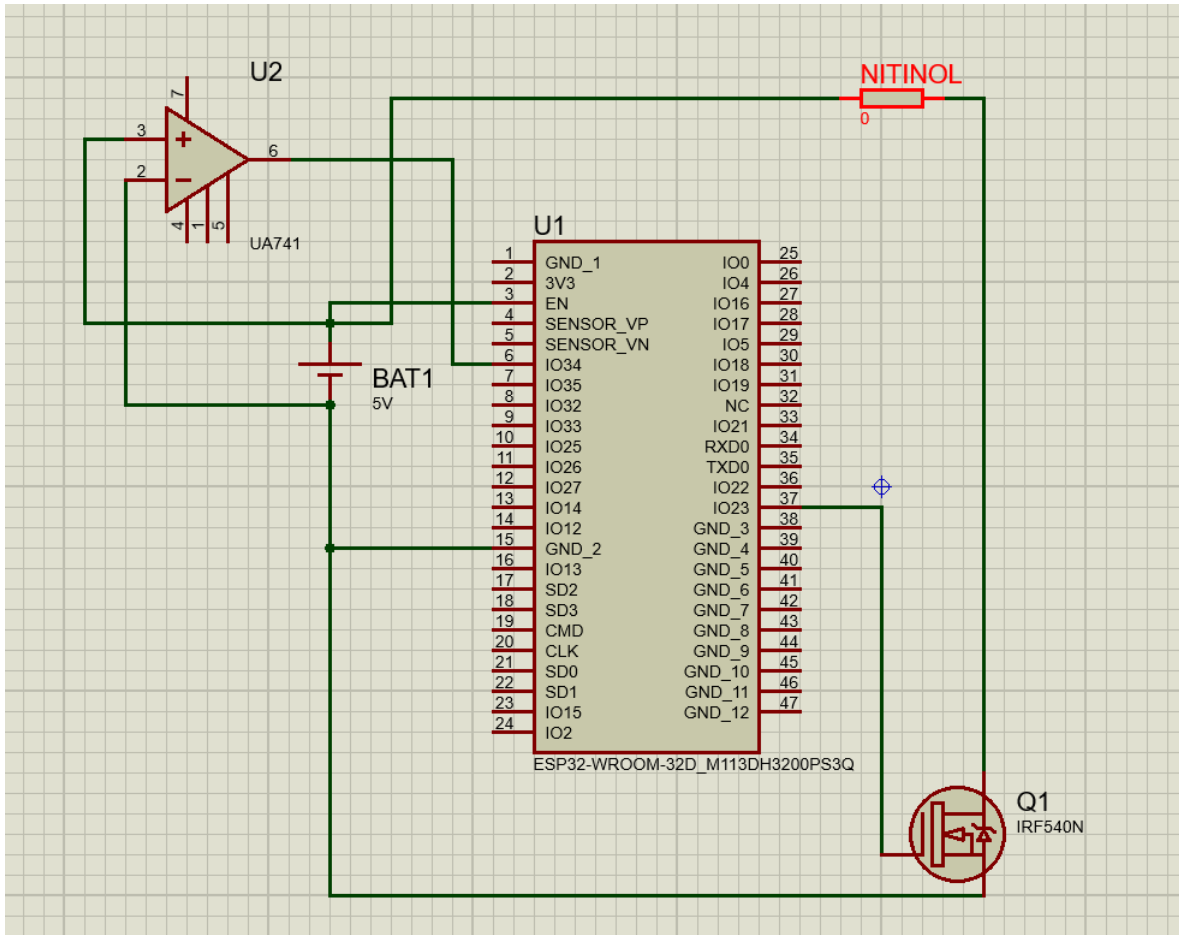 U2
7
3
+
6
2
−
4
1
5
UA741
NITINOL
0
BAT1
5V
U1
1 GND_1 IO0 25
2 3V3 IO4 26
3 EN IO16 27
4 SENSOR_VP IO17 28
5 SENSOR_VN IO5 29
6 IO34 IO18 30
7 IO35 IO19 31
8 IO32 NC 32
9 IO33 IO21 33
10 IO25 RXD0 34
11 IO26 TXD0 35
12 IO27 IO22 36
13 IO14 IO23 37
14 IO12 GND_3 38
15 GND_2 GND_4 39
16 IO13 GND_5 40
17 SD2 GND_6 41
18 SD3 GND_7 42
19 CMD GND_8 43
20 CLK GND_9 44
21 SD0 GND_10 45
22 SD1 GND_11 46
23 IO15 GND_12 47
24 IO2
ESP32-WROOM-32D_M113DH3200PS3Q
Q1
IRF540N